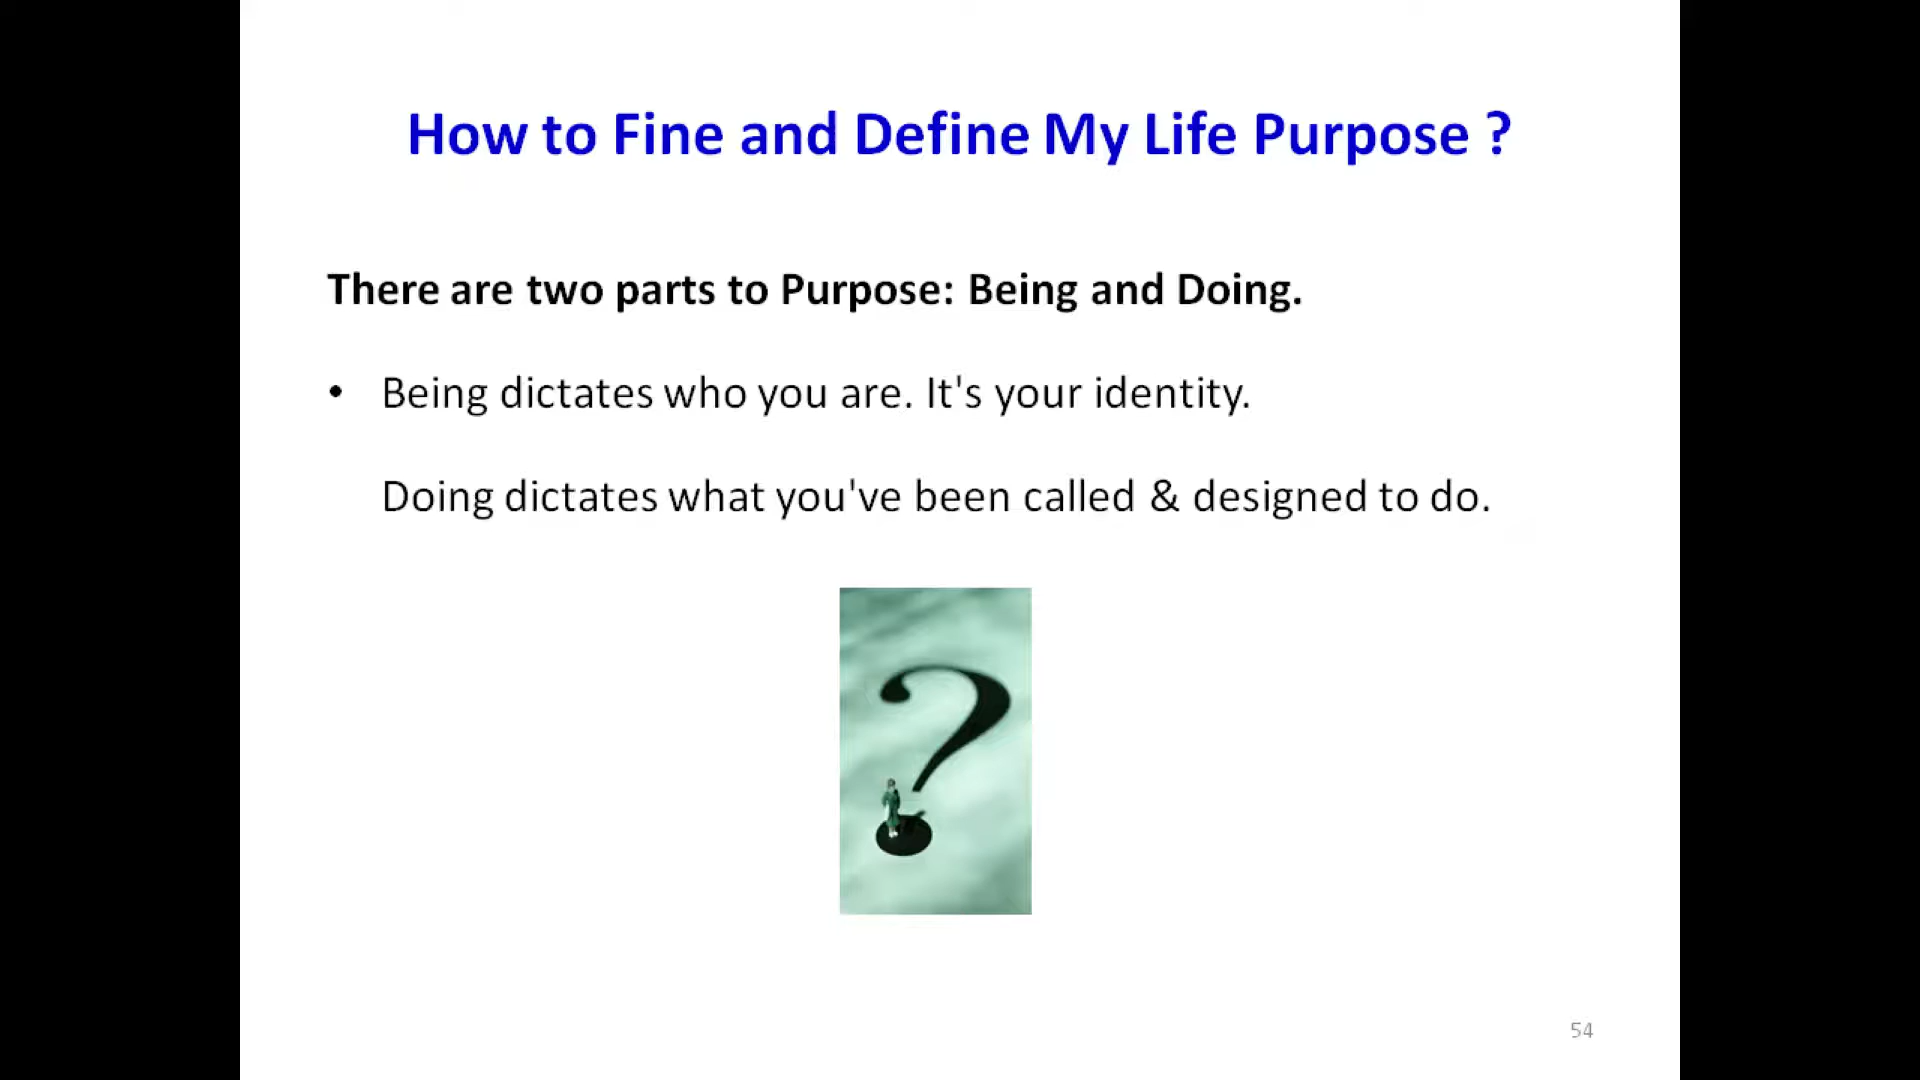 How to Fine and Define My Life Purpose ?
There are two parts to Purpose: Being and Doing.
• Being dictates who you are. It's your identity.
Doing dictates what you've been called & designed to do.
?
54